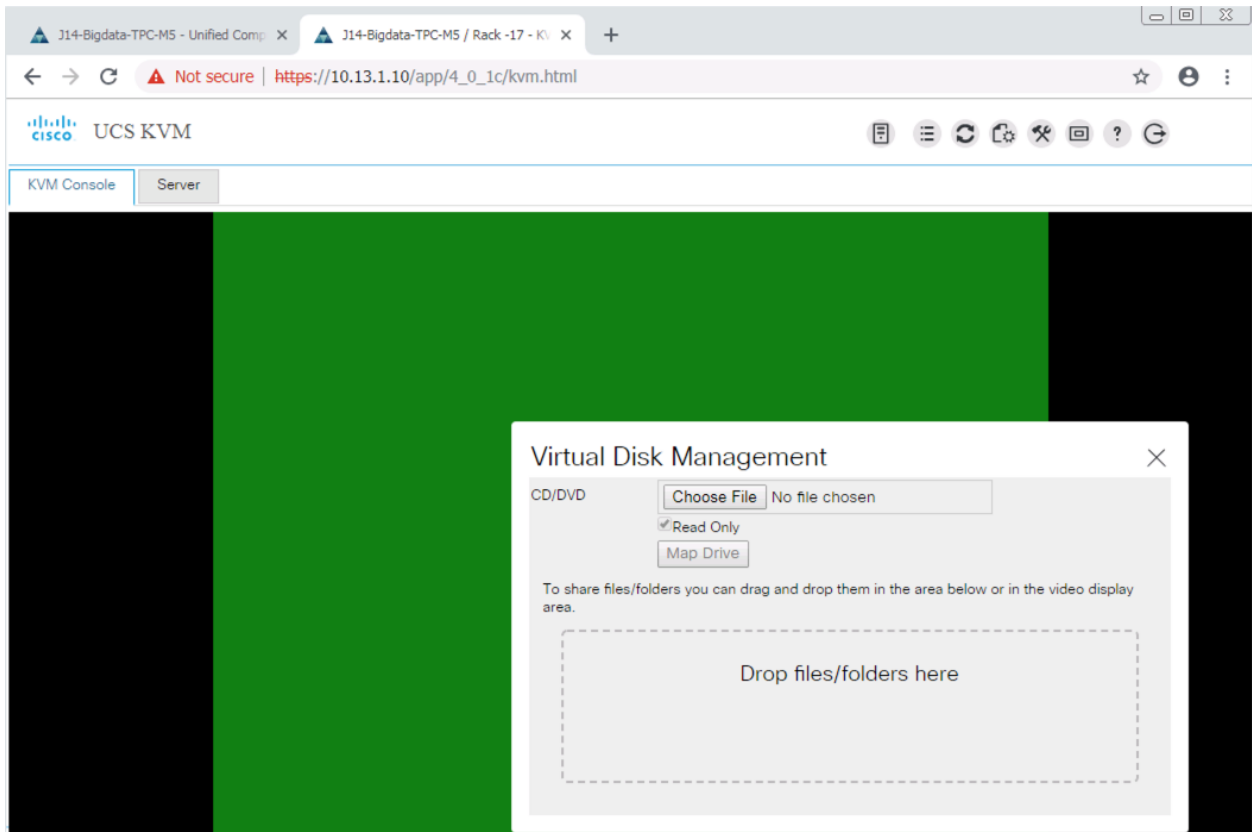 J14-Bigdata-TPC-M5 - Unified Comp
J14-Bigdata-TPC-M5 / Rack -17 - KV
Not secure | https://10.13.1.10/app/4_0_1c/kvm.html
CISCO UCS KVM
KVM Console Server
Virtual Disk Management
CD/DVD Choose File No file chosen
Read Only
Map Drive
To share files/folders you can drag and drop them in the area below or in the video display
area.
Drop files/folders here